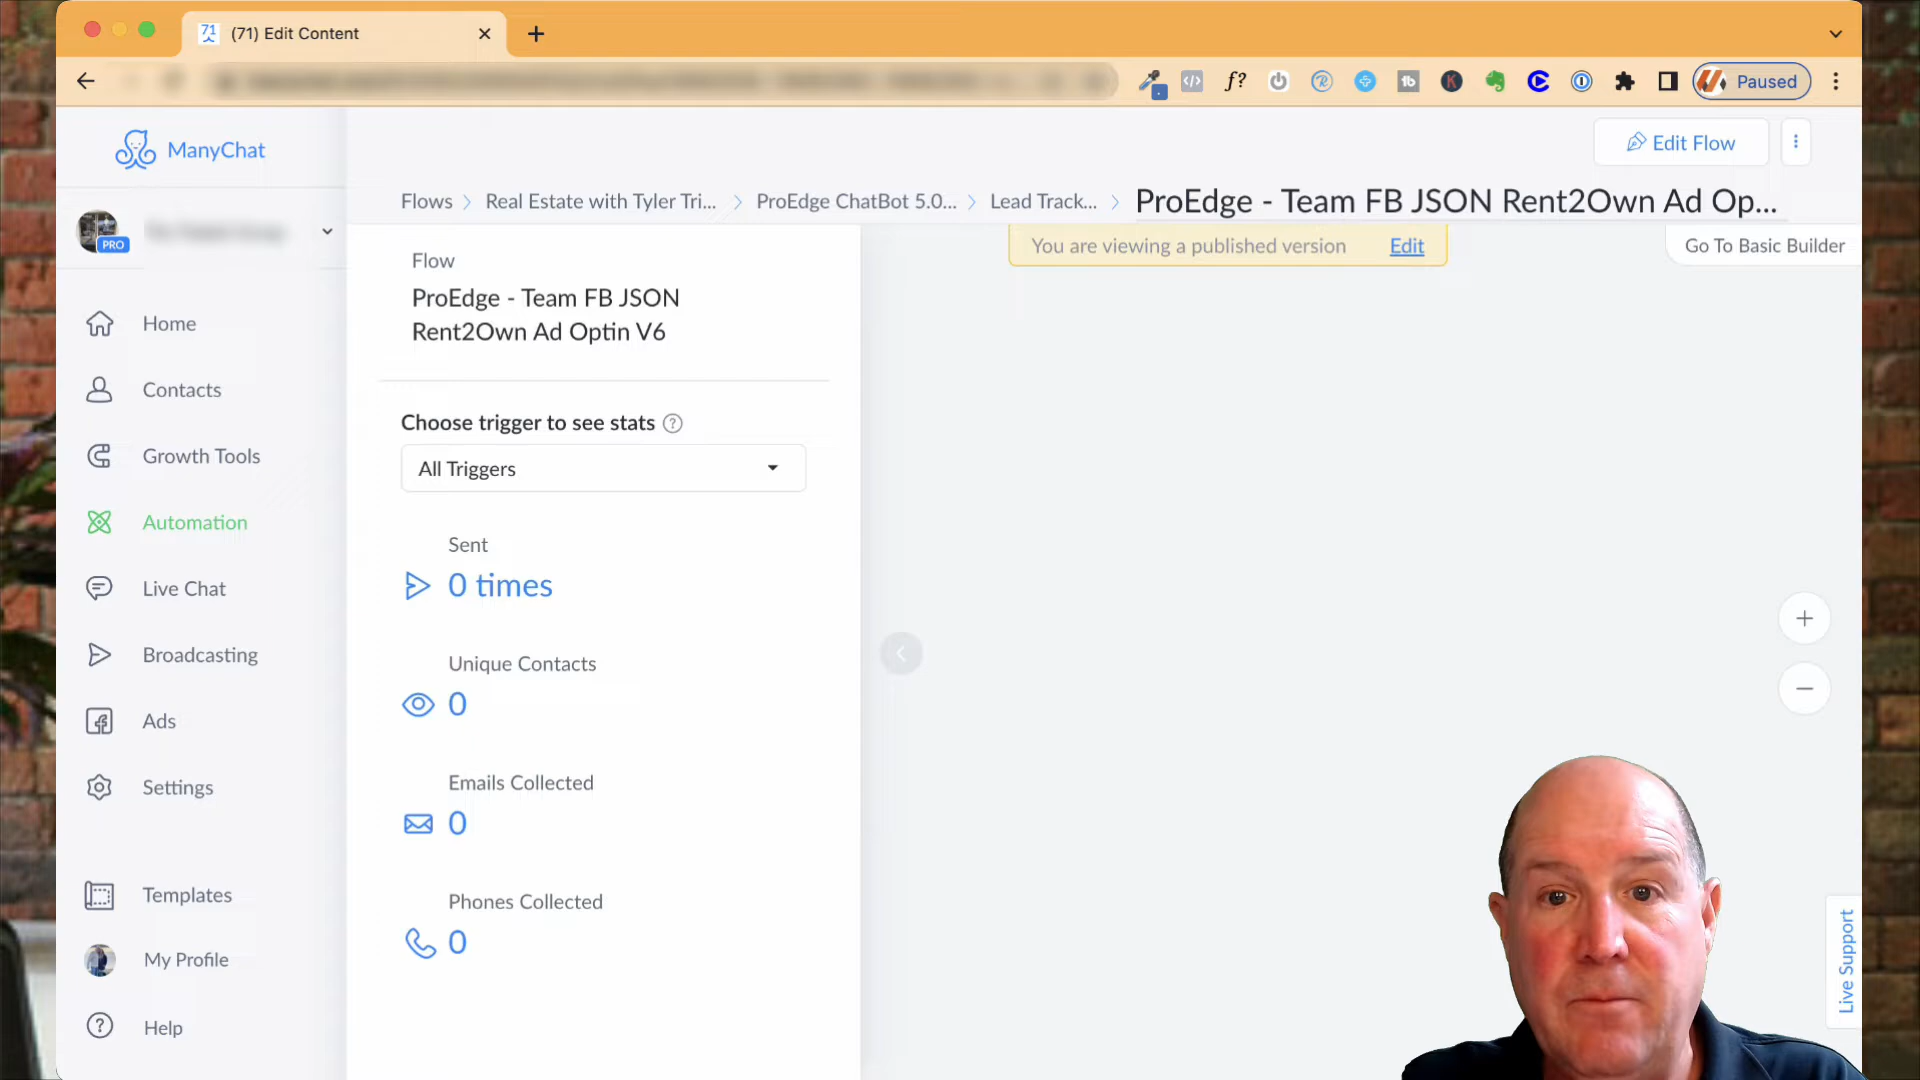 (71) Edit Content
Paused
ManyChat
Edit Flow
Flows
Real Estate with Tyler Tri...
ProEdge ChatBot 5.0...
Lead Track...
ProEdge - Team FB JSON Rent2Own Ad Op...
PRO
You are viewing a published version Edit
Go To Basic Builder
Home
Contacts
Growth Tools
Automation
Live Chat
Broadcasting
Ads
Settings
Templates
My Profile
Help
Flow
ProEdge - Team FB JSON
Rent2Own Ad Optin V6
Choose trigger to see stats
All Triggers
Sent
0 times
Unique Contacts
0
Emails Collected
0
Phones Collected
0
Live Support